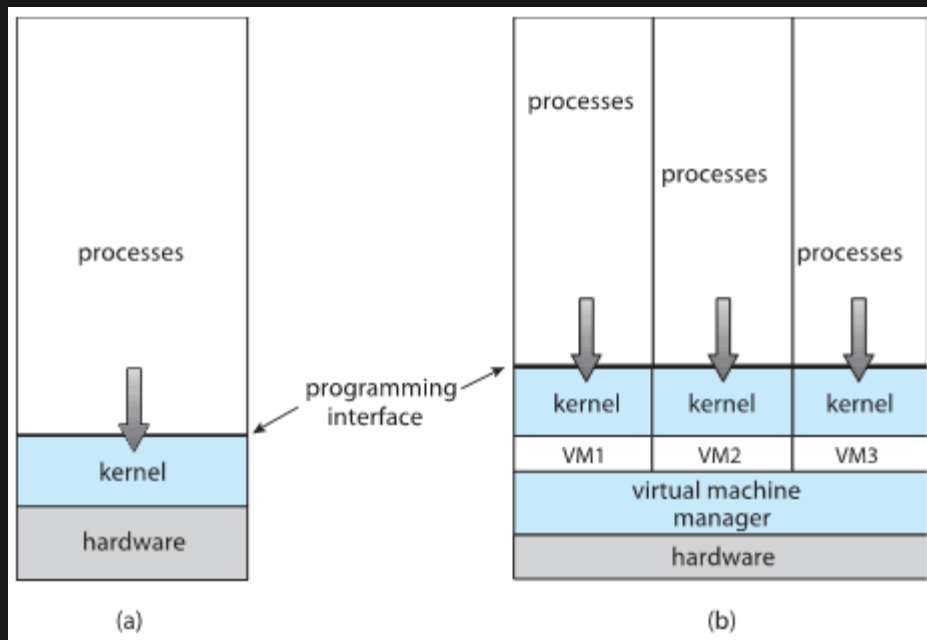 processes
kernel
hardware
(a)
programming
interface
processes
processes
processes
kernel
kernel
kernel
VM1
VM2
VM3
virtual machine
manager
hardware
(b)